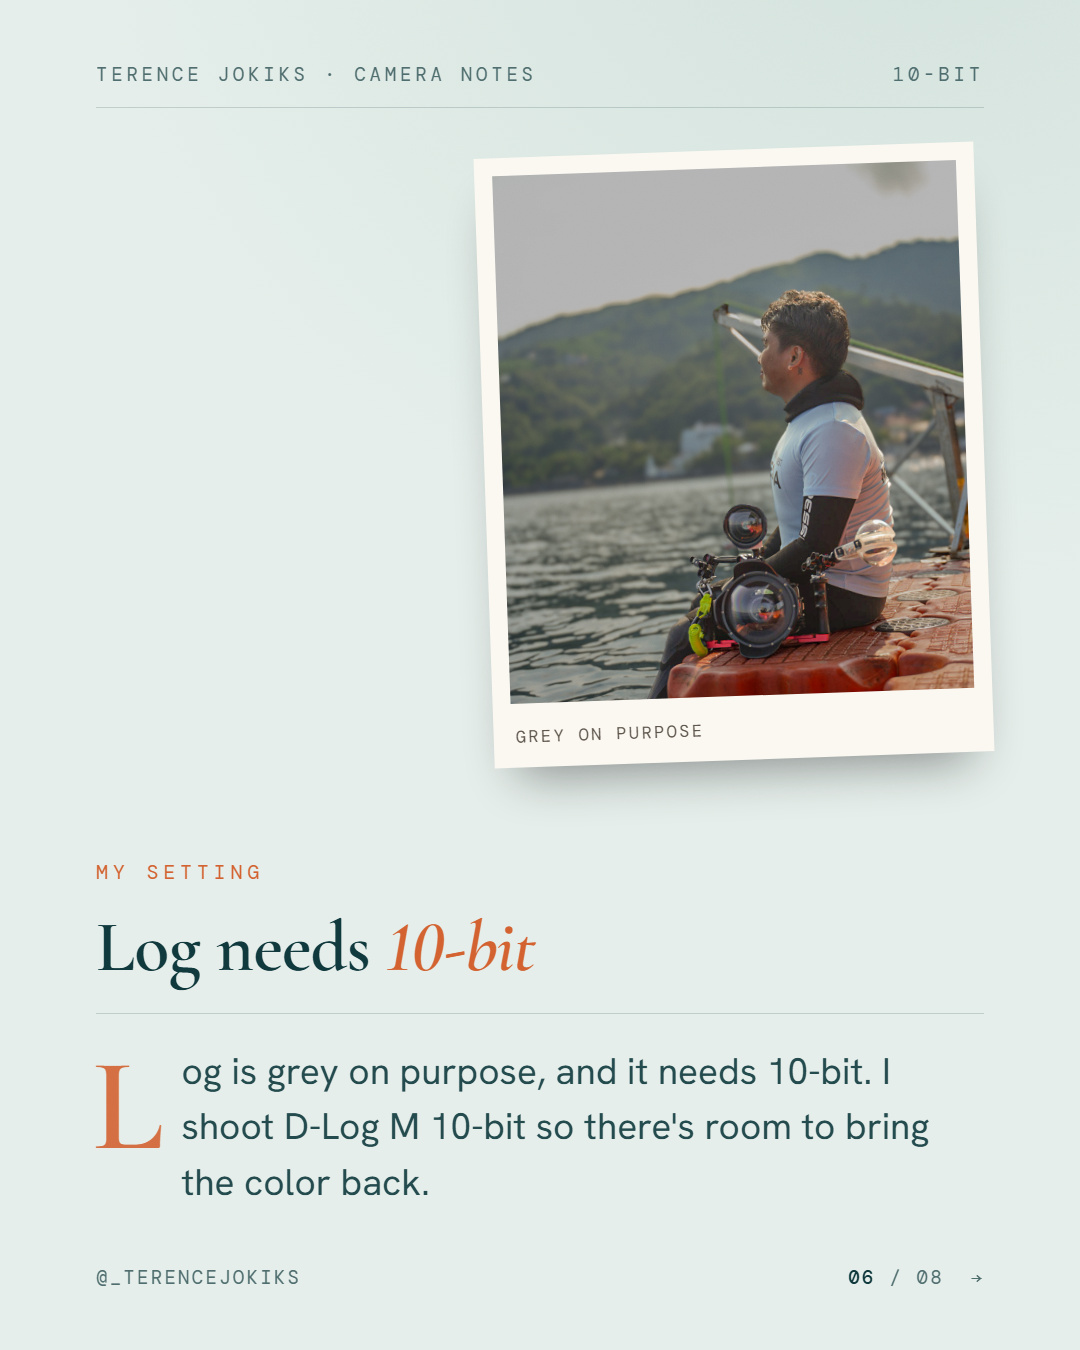 TERENCE JOKIKS · CAMERA NOTES
10-BIT
GREY ON PURPOSE
MY SETTING
Log needs 10-bit
Log is grey on purpose, and it needs 10-bit. I
shoot D-Log M 10-bit so there's room to bring
the color back.
@_TERENCEJOKIKS
06 / 08 →